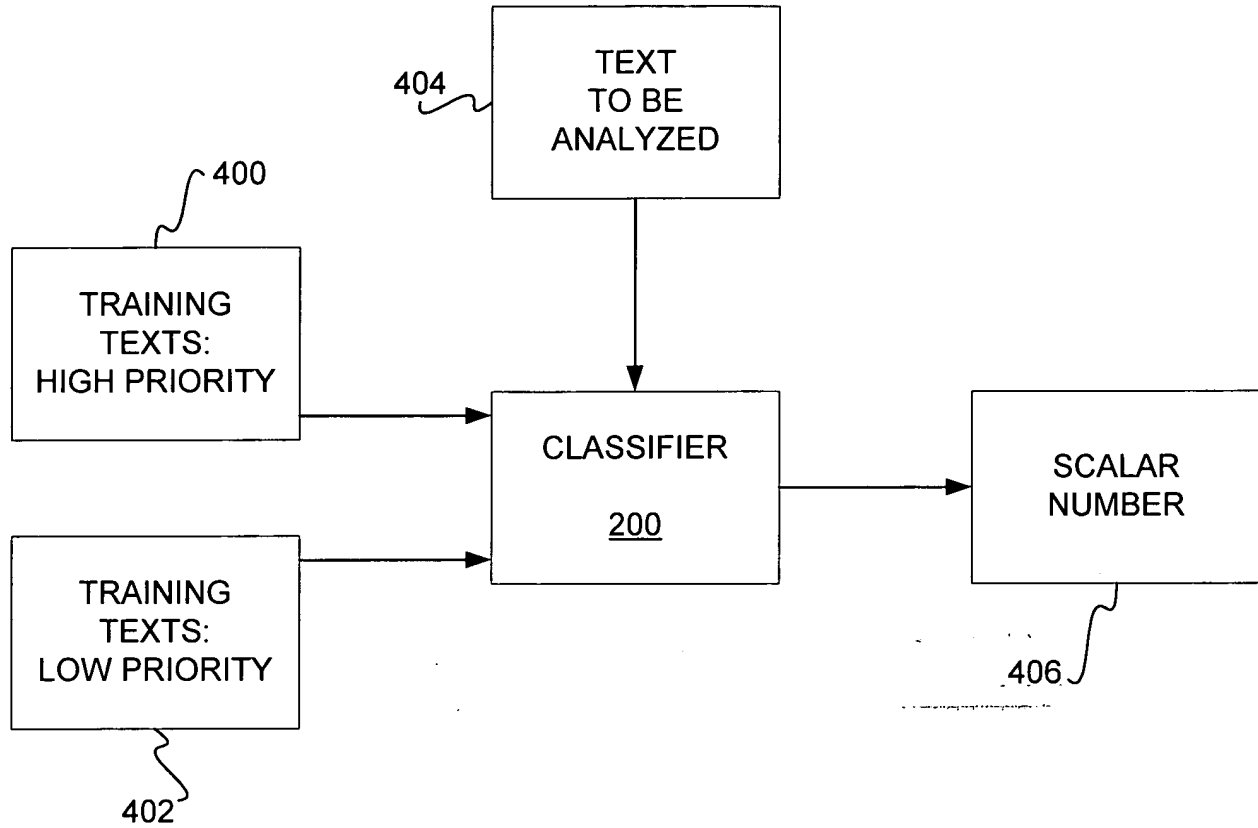 TEXT
TO BE
ANALYZED
404
400
TRAINING
TEXTS:
HIGH PRIORITY
CLASSIFIER
200
SCALAR
NUMBER
TRAINING
TEXTS:
LOW PRIORITY
406
402